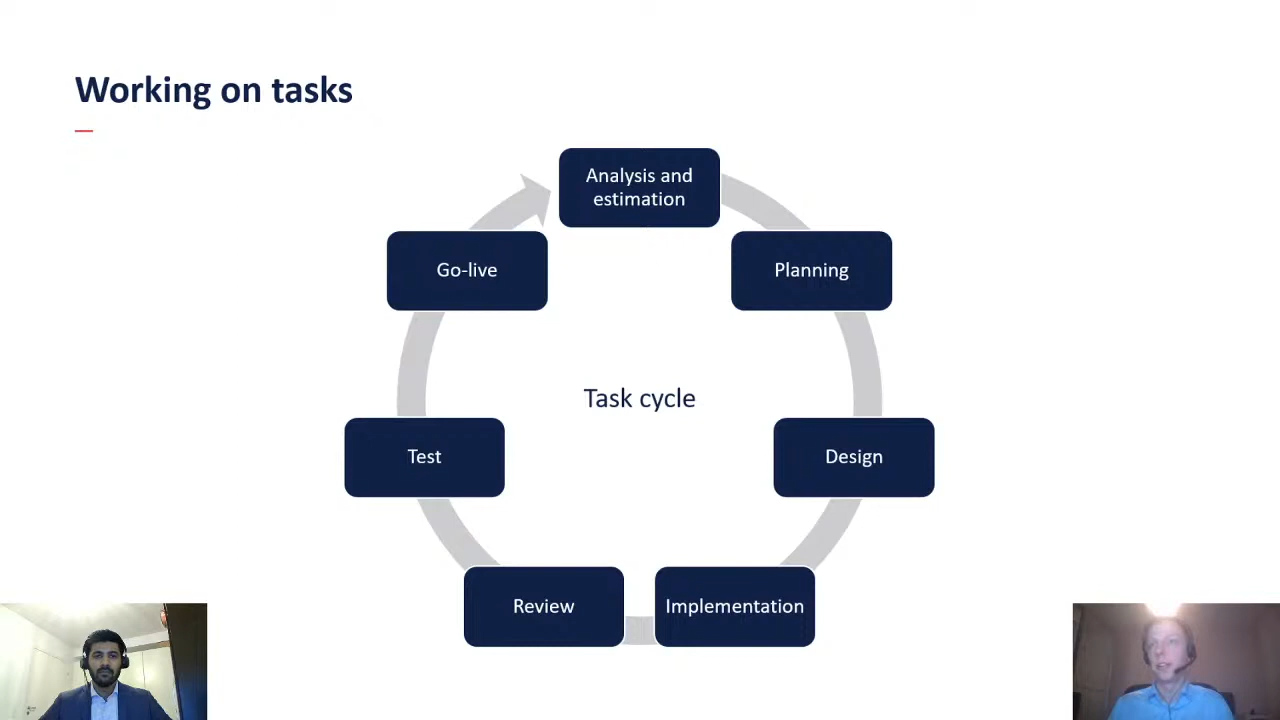 Working on tasks
Analysis and
estimation
Go-live
Planning
Task cycle
Test
Design
Review
Implementation